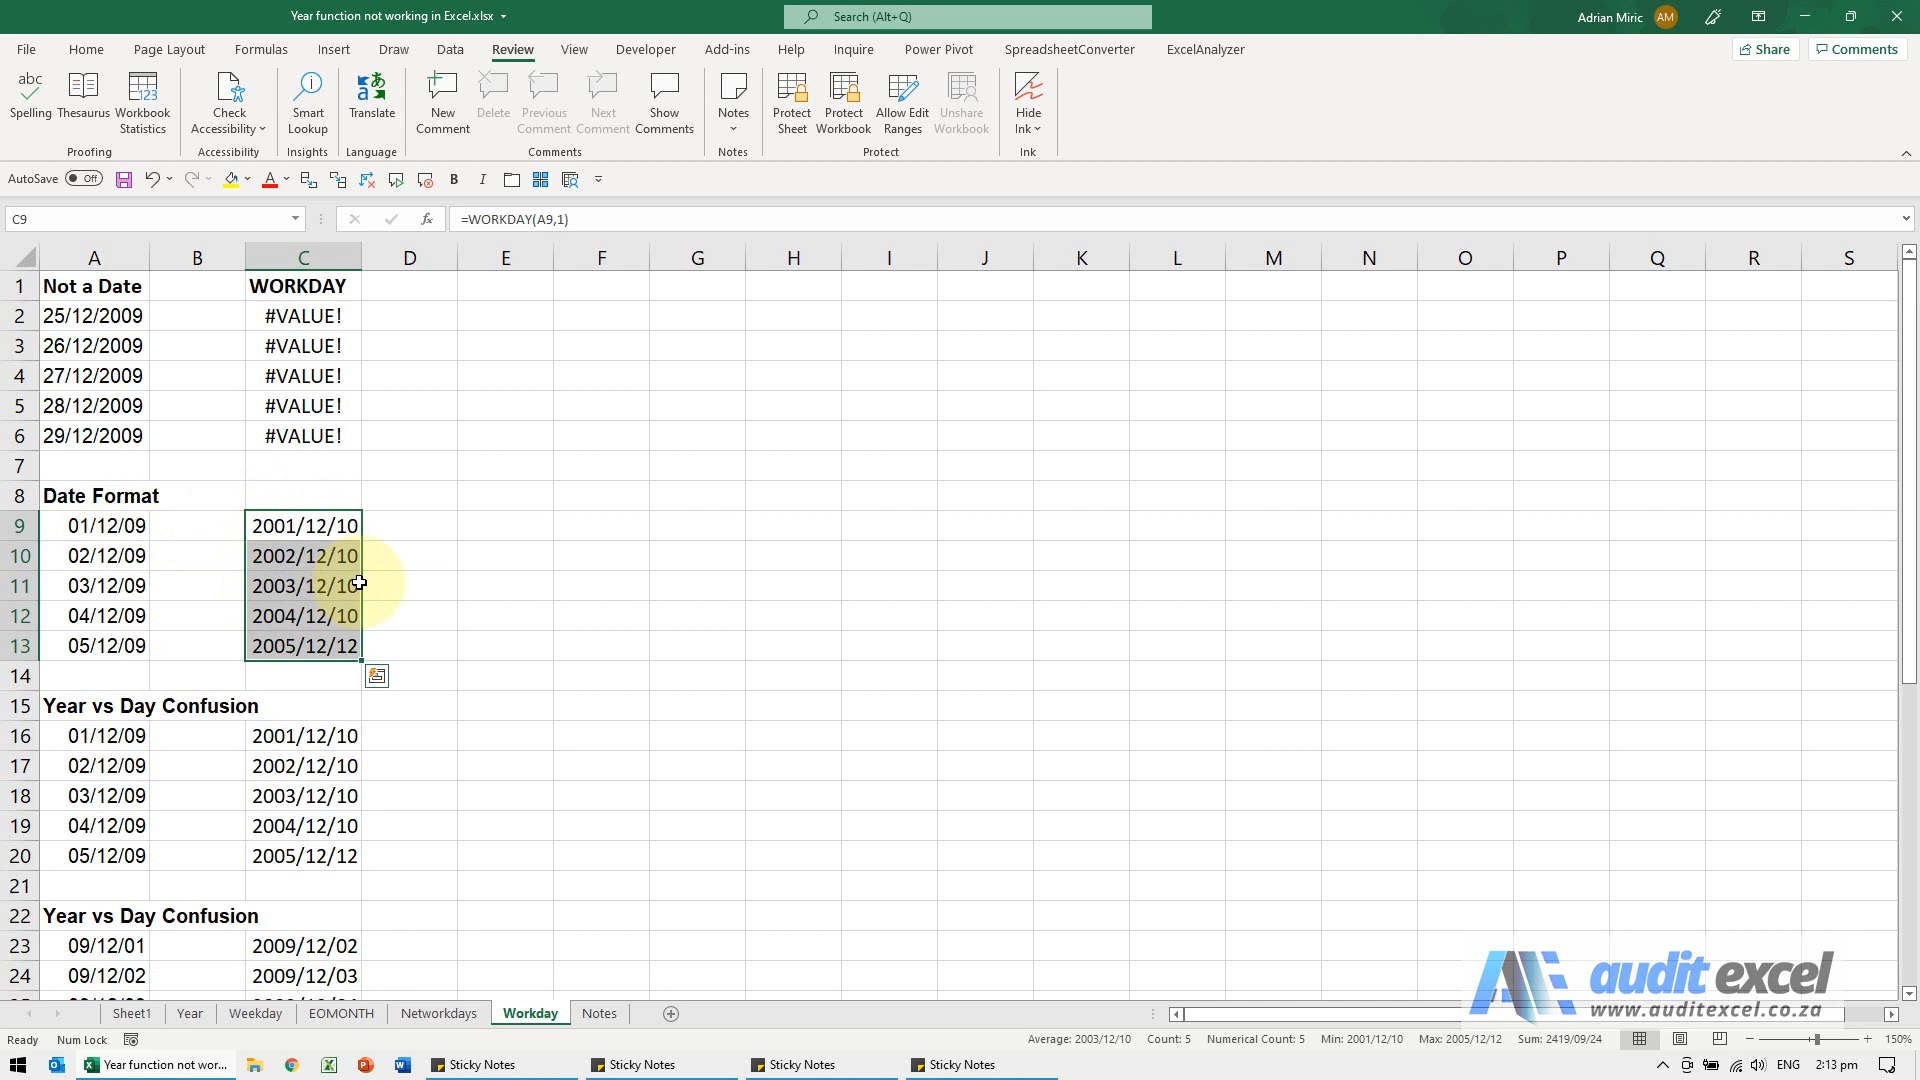 Year function not working in Excel.xlsx
Search (Alt+Q)
Adrian Miric AM
File Home Page Layout Formulas Insert Draw Data Review View Developer Add-ins Help Inquire Power Pivot SpreadsheetConverter ExcelAnalyzer Share Comments
abc 123
Spelling Thesaurus Workbook Statistics Check Accessibility Smart Lookup Translate New Comment Delete Previous Comment Next Comment Show Comments Notes Protect Sheet Protect Workbook Allow Edit Ranges Unshare Workbook Hide Ink
Proofing Accessibility Insights Language Comments Notes Protect Ink
AutoSave Off A B I
C9 fx =WORKDAY(A9,1)
A B C D E F G H I J K L M N O P Q R S
1 Not a Date WORKDAY
2 25/12/2009 #VALUE!
3 26/12/2009 #VALUE!
4 27/12/2009 #VALUE!
5 28/12/2009 #VALUE!
6 29/12/2009 #VALUE!
7
8 Date Format
9 01/12/09 2001/12/10
10 02/12/09 2002/12/10
11 03/12/09 2003/12/10
12 04/12/09 2004/12/10
13 05/12/09 2005/12/12
14
15 Year vs Day Confusion
16 01/12/09 2001/12/10
17 02/12/09 2002/12/10
18 03/12/09 2003/12/10
19 04/12/09 2004/12/10
20 05/12/09 2005/12/12
21
22 Year vs Day Confusion
23 09/12/01 2009/12/02
24 09/12/02 2009/12/03
audit excel
www.auditexcel.co.za
Sheet1 Year Weekday EOMONTH Networkdays Workday Notes
Ready Num Lock Average: 2003/12/10 Count: 5 Numerical Count: 5 Min: 2001/12/10 Max: 2005/12/12 Sum: 2419/09/24 150%
Year function not wor... Sticky Notes Sticky Notes Sticky Notes Sticky Notes ENG 2:13 pm